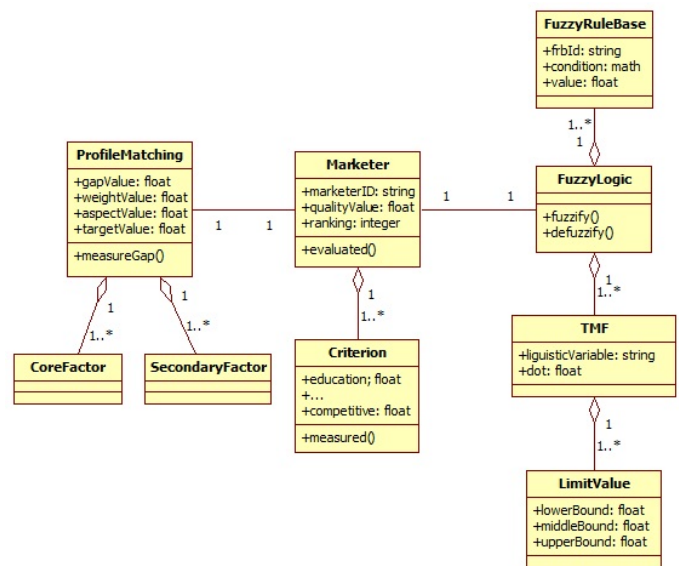 FuzzyRuleBase
+frbId: string
+condition: math
+value: float
1..*
1
ProfileMatching
+gapValue: float
+weightValue: float
+aspectValue: float
+targetValue: float
+measureGap()
1
1
Marketer
+marketerID: string
+qualityValue: float
+ranking: integer
+evaluated()
1
1
FuzzyLogic
+fuzzify()
+defuzzify()
1
1..*
1
1..*
1
1..*
1
1..*
CoreFactor
SecondaryFactor
Criterion
+education; float
+...
+competitive: float
+measured()
TMF
+liguisticVariable: string
+dot: float
1
1..*
LimitValue
+lowerBound: float
+middleBound: float
+upperBound: float